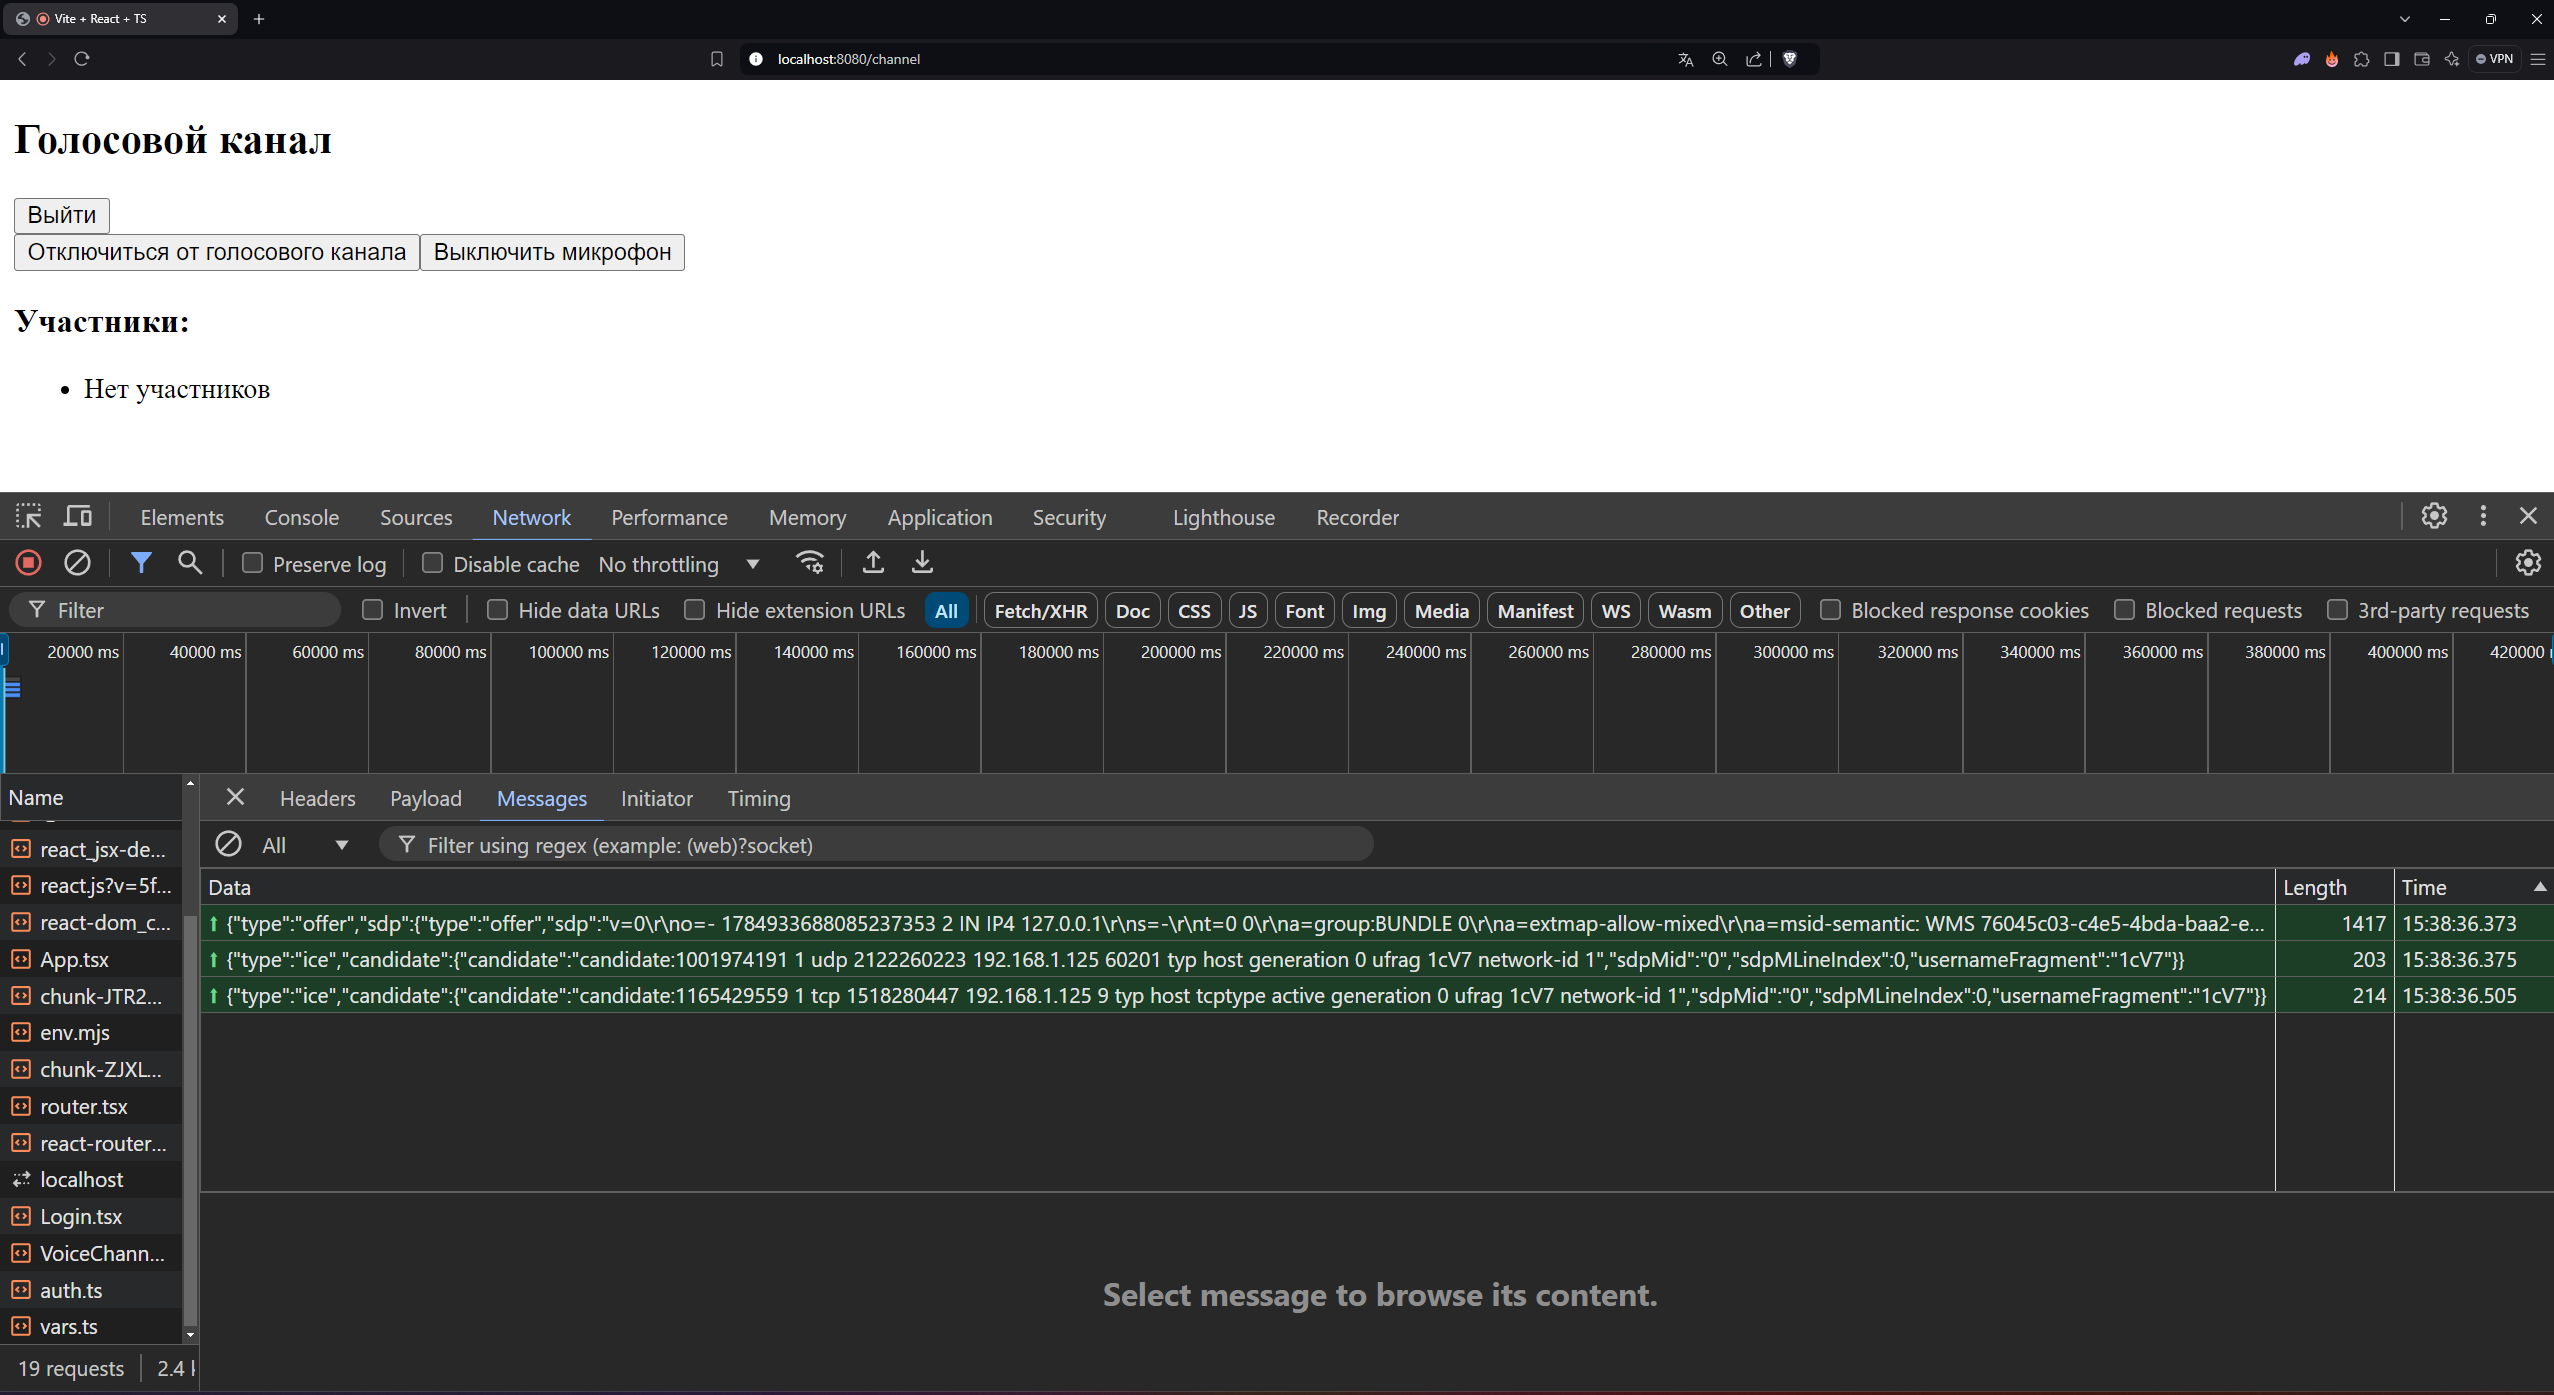 Vite + React + TS
localhost:8080/channel
VPN
Голосовой канал
Выйти
Отключиться от голосового канала Выключить микрофон
Участники:
• Нет участников
Elements Console Sources Network Performance Memory Application Security Lighthouse Recorder
Preserve log Disable cache No throttling
Filter Invert Hide data URLs Hide extension URLs All Fetch/XHR Doc CSS JS Font Img Media Manifest WS Wasm Other Blocked response cookies Blocked requests 3rd-party requests
20000 ms 40000 ms 60000 ms 80000 ms 100000 ms 120000 ms 140000 ms 160000 ms 180000 ms 200000 ms 220000 ms 240000 ms 260000 ms 280000 ms 300000 ms 320000 ms 340000 ms 360000 ms 380000 ms 400000 ms 420000
Name
react_jsx-de...
react.js?v=5f...
react-dom_c...
App.tsx
chunk-JTR2...
env.mjs
chunk-ZJXL...
router.tsx
react-router...
localhost
Login.tsx
VoiceChann...
auth.ts
vars.ts
19 requests 2.4
Headers Payload Messages Initiator Timing
All Filter using regex (example: (web)?socket)
Data Length Time
{"type":"offer","sdp":{"type":"offer","sdp":"v=0\r\no=- 1784933688085237353 2 IN IP4 127.0.0.1\r\ns=-\r\nt=0 0\r\na=group:BUNDLE 0\r\na=extmap-allow-mixed\r\na=msid-semantic: WMS 76045c03-c4e5-4bda-baa2-e... 1417 15:38:36.373
{"type":"ice","candidate":{"candidate":"candidate:1001974191 1 udp 2122260223 192.168.1.125 60201 typ host generation 0 ufrag 1cV7 network-id 1","sdpMid":"0","sdpMLineIndex":0,"usernameFragment":"1cV7"}} 203 15:38:36.375
{"type":"ice","candidate":{"candidate":"candidate:1165429559 1 tcp 1518280447 192.168.1.125 9 typ host tcptype active generation 0 ufrag 1cV7 network-id 1","sdpMid":"0","sdpMLineIndex":0,"usernameFragment":"1cV7"}} 214 15:38:36.505
Select message to browse its content.